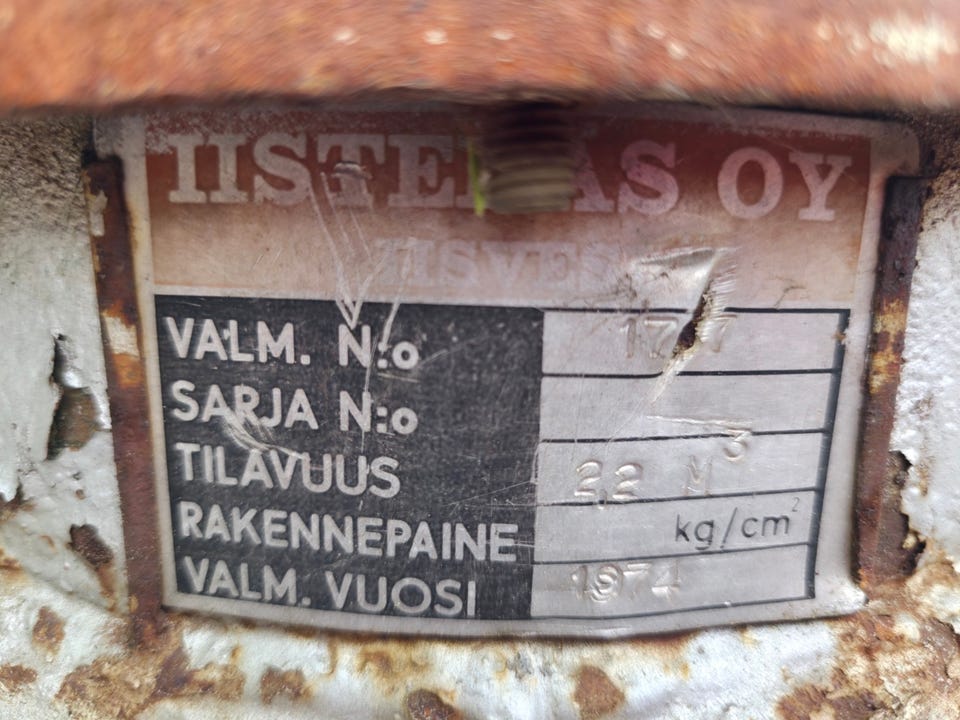 OY
VALM. N:o
SARJA N:o
TILAVUUS 2,2 M³
RAKENNEPAINE kg/cm²
VALM. VUOSI 1974